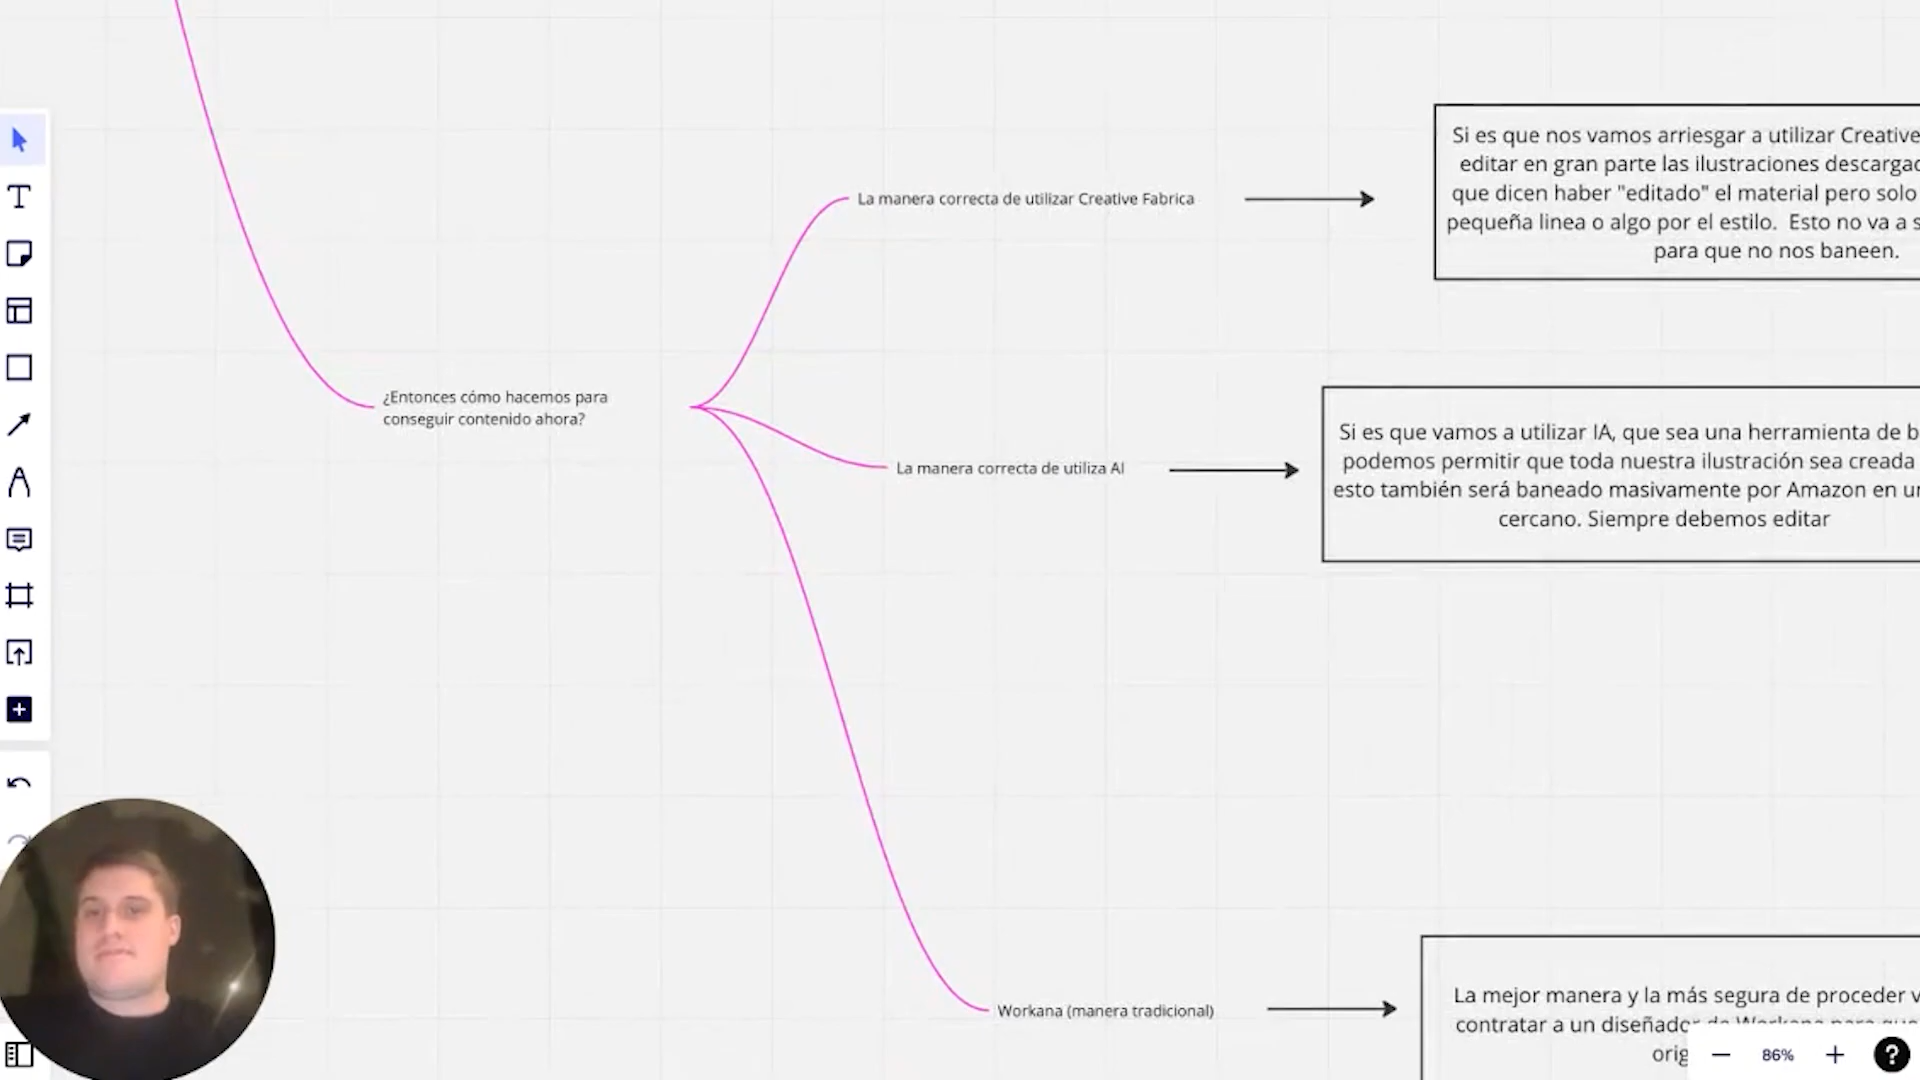 Si es que nos vamos arriesgar a utilizar Creative
editar en gran parte las ilustraciones
que dicen haber "editado" el material pero solo
pequeña linea o algo por el estilo.  Esto no va a
para que no nos baneen.
La manera correcta de utilizar Creative Fabrica
¿Entonces cómo hacemos para
conseguir contenido ahora?
La manera correcta de utiliza AI
Si es que vamos a utilizar IA, que sea una herramienta de
podemos permitir que toda nuestra ilustración sea creada
esto también será baneado masivamente por Amazon en
cercano. Siempre debemos editar
Workana (manera tradicional)
La mejor manera y la más segura de proceder
contratar a un diseñador de Workana para
86%